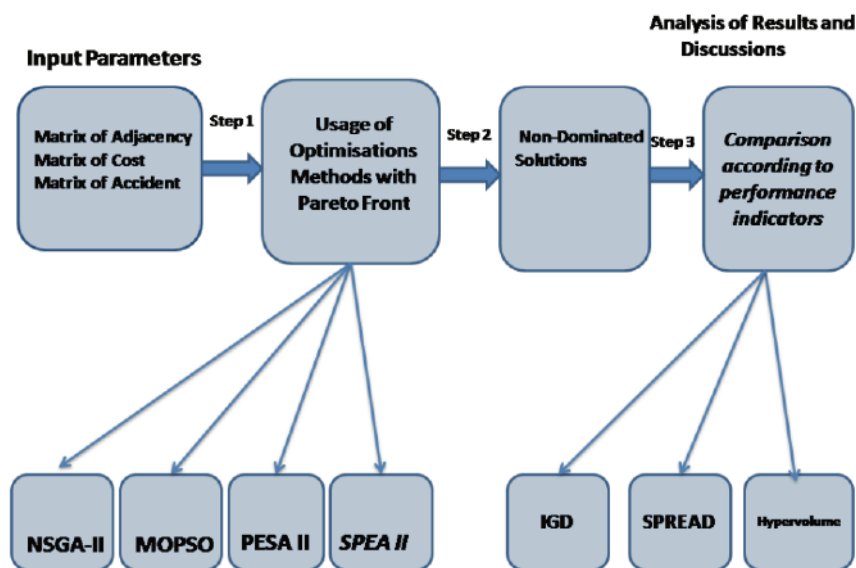 Analysis of Results and
Discussions
Input Parameters
Matrix of Adjacency
Matrix of Cost
Matrix of Accident
Step 1
Usage of
Optimisations
Methods with
Pareto Front
Step 2
Non-Dominated
Solutions
Step 3
Comparison
according to
performance
indicators
NSGA-II
MOPSO
PESA II
SPEA II
IGD
SPREAD
Hypervolume